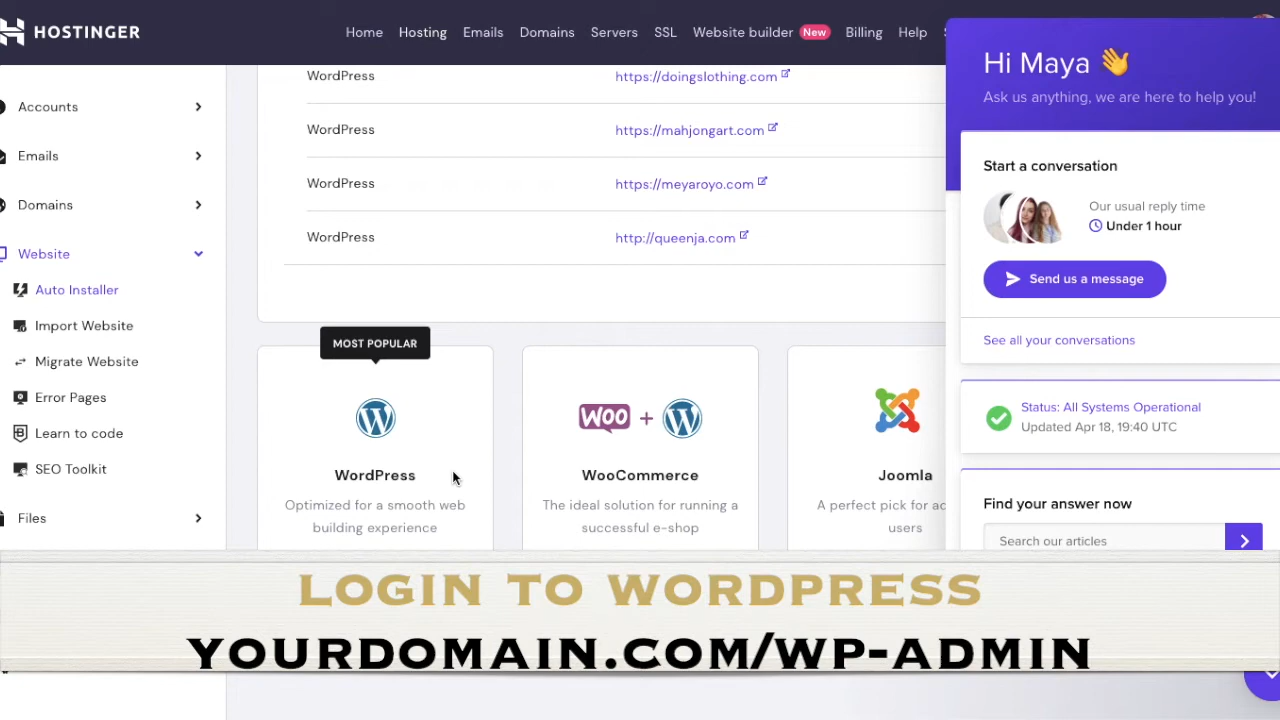 HOSTINGER
Home Hosting Emails Domains Servers SSL Website builder New Billing Help
Accounts
Emails
Domains
Website
Auto Installer
Import Website
Migrate Website
Error Pages
Learn to code
SEO Toolkit
Files
WordPress https://doingslothing.com
WordPress https://mahjongart.com
WordPress https://meyaroyo.com
WordPress http://queenja.com
MOST POPULAR
WordPress
Optimized for a smooth web
building experience
WOO +
WooCommerce
The ideal solution for running a
successful e-shop
Joomla
A perfect pick for
users
Hi Maya 👋
Ask us anything, we are here to help you!
Start a conversation
Our usual reply time
Under 1 hour
Send us a message
See all your conversations
Status: All Systems Operational
Updated Apr 18, 19:40 UTC
Find your answer now
Search our articles
LOGIN TO WORDPRESS
YOURDOMAIN.COM/WP-ADMIN